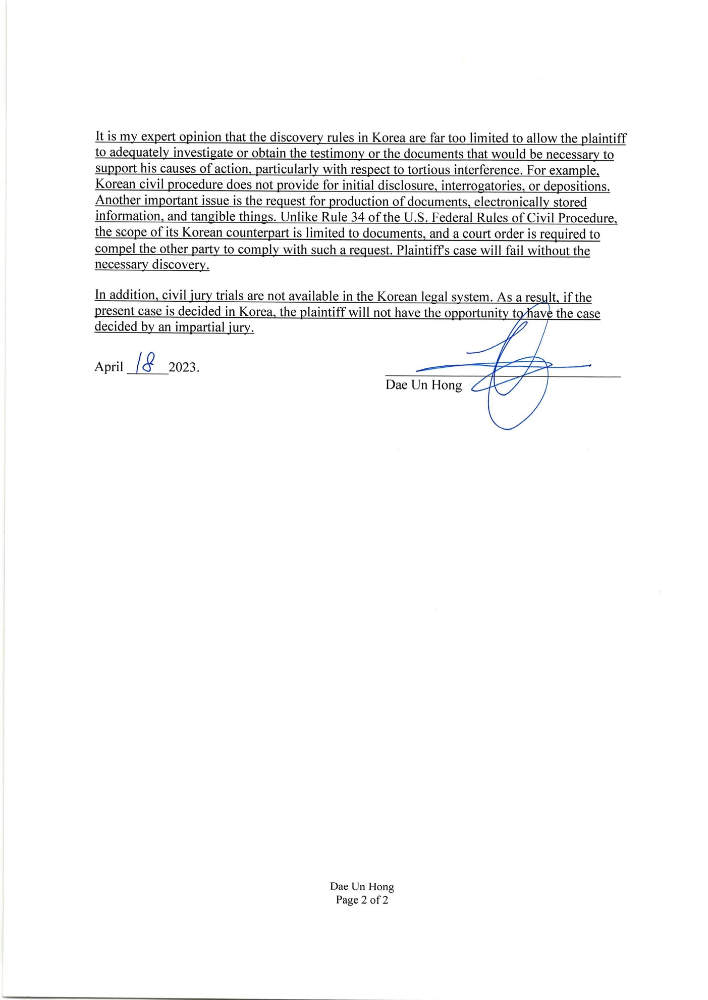 It is my expert opinion that the discovery rules in Korea are far too limited to allow the plaintiff
to adequately investigate or obtain the testimony or the documents that would be necessary to
support his causes of action, particularly with respect to tortious interference. For example,
Korean civil procedure does not provide for initial disclosure, interrogatories, or depositions.
Another important issue is the request for production of documents, electronically stored
information, and tangible things. Unlike Rule 34 of the U.S. Federal Rules of Civil Procedure,
the scope of its Korean counterpart is limited to documents, and a court order is required to
compel the other party to comply with such a request. Plaintiff's case will fail without the
necessary discovery.
In addition, civil jury trials are not available in the Korean legal system. As a result, if the
present case is decided in Korea, the plaintiff will not have the opportunity to have the case
decided by an impartial jury.
April 18 2023.
Dae Un Hong
Dae Un Hong
Page 2 of 2